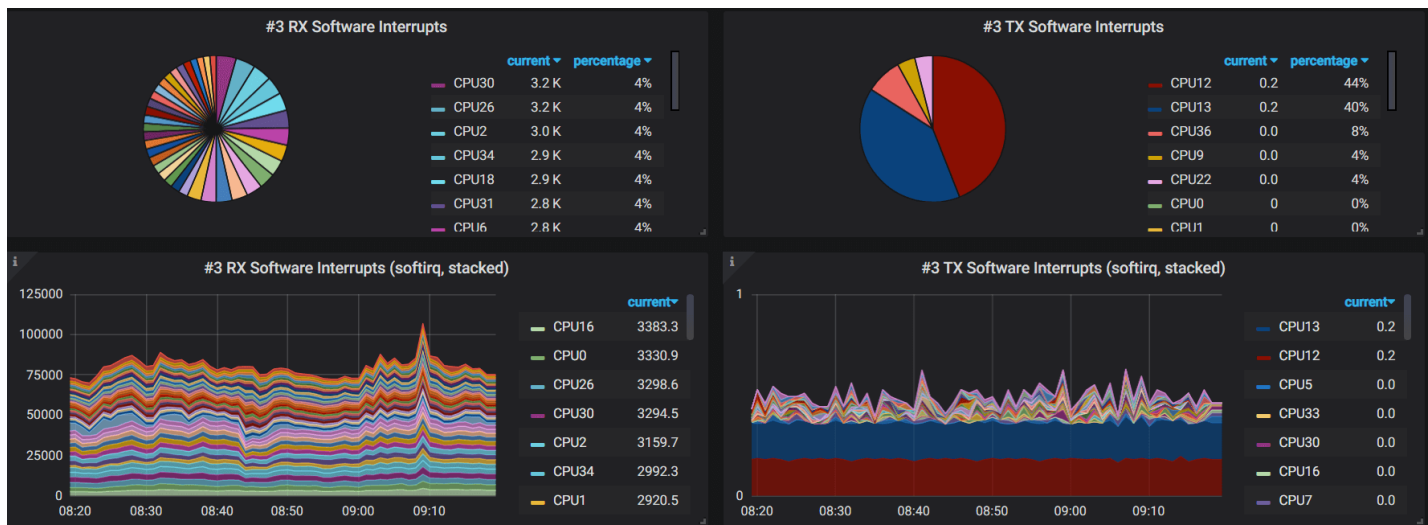 #3 RX Software Interrupts
current percentage
CPU30 3.2 K 4%
CPU26 3.2 K 4%
CPU2 3.0 K 4%
CPU34 2.9 K 4%
CPU18 2.9 K 4%
CPU31 2.8 K 4%
CPU6 2.8 K 4%
#3 TX Software Interrupts
current percentage
CPU12 0.2 44%
CPU13 0.2 40%
CPU36 0.0 8%
CPU9 0.0 4%
CPU22 0.0 4%
CPU0 0 0%
CPU1 0 0%
i
#3 RX Software Interrupts (softirq, stacked)
125000
100000
75000
50000
25000
0
08:20 08:30 08:40 08:50 09:00 09:10
current
CPU16 3383.3
CPU0 3330.9
CPU26 3298.6
CPU30 3294.5
CPU2 3159.7
CPU34 2992.3
CPU1 2920.5
i
#3 TX Software Interrupts (softirq, stacked)
1
0
08:20 08:30 08:40 08:50 09:00 09:10
current
CPU13 0.2
CPU12 0.2
CPU5 0.0
CPU33 0.0
CPU30 0.0
CPU16 0.0
CPU7 0.0